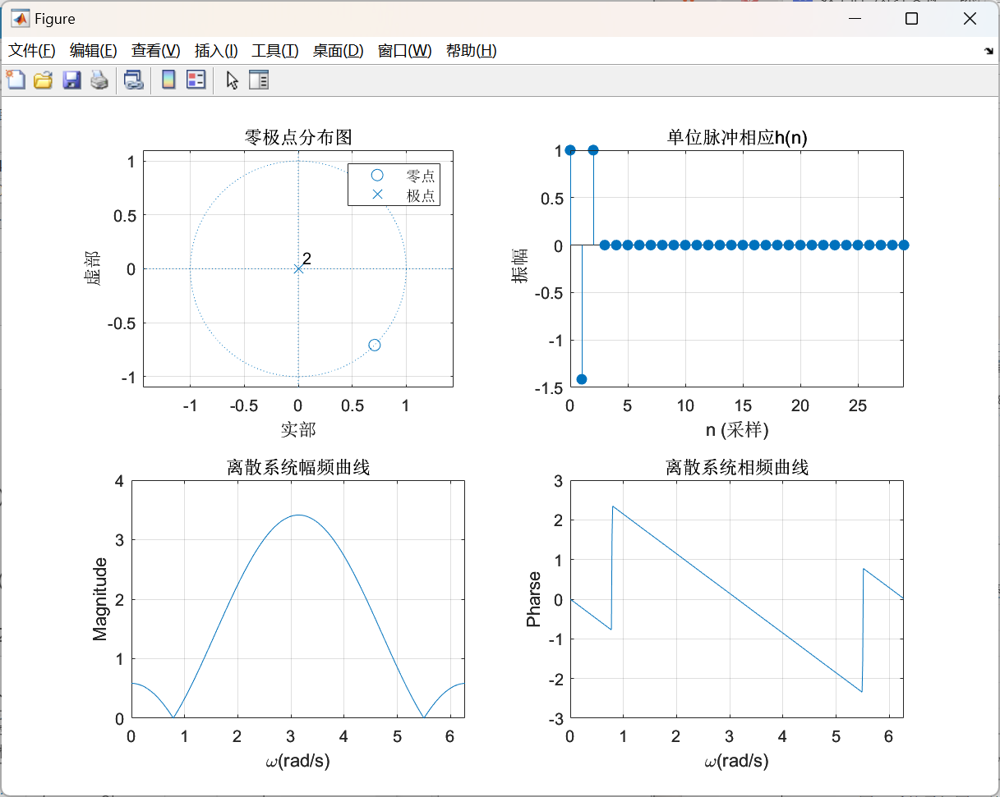 Figure
文件(F) 编辑(E) 查看(V) 插入(I) 工具(T) 桌面(D) 窗口(W) 帮助(H)
零极点分布图
1
0.5
0
-0.5
-1
虚部
2
零点
极点
-1 -0.5 0 0.5 1
实部
单位脉冲相应h(n)
1
0.5
0
-0.5
-1
-1.5
振幅
0 5 10 15 20 25
n (采样)
离散系统幅频曲线
4
3
2
1
0
Magnitude
0 1 2 3 4 5 6
ω(rad/s)
离散系统相频曲线
3
2
1
0
-1
-2
-3
Pharse
0 1 2 3 4 5 6
ω(rad/s)